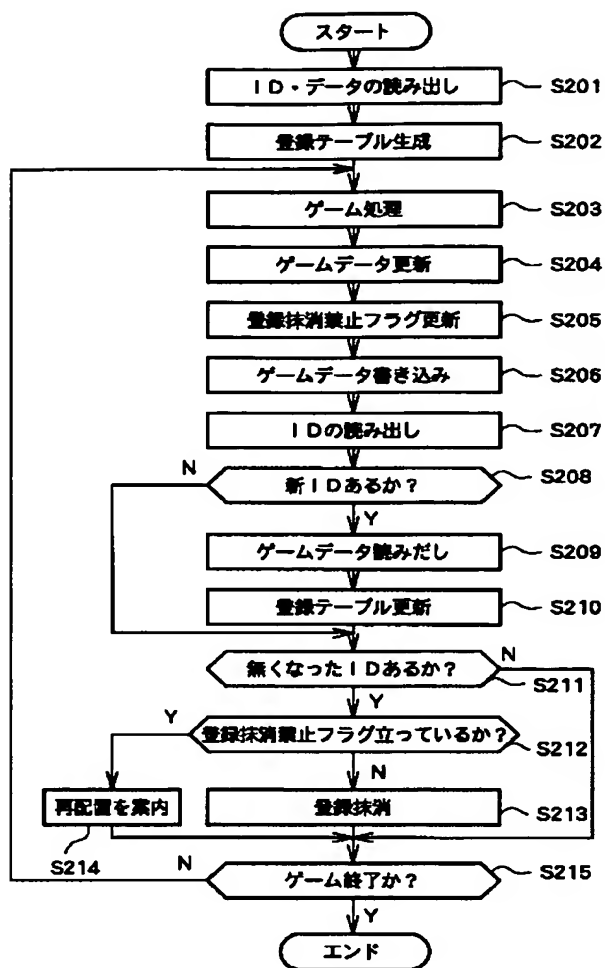 スタート
ID・データの読み出し S201
登録テーブル生成 S202
ゲーム処理 S203
ゲームデータ更新 S204
登録抹消禁止フラグ更新 S205
ゲームデータ書き込み S206
IDの読み出し S207
N 新IDあるか? S208
Y
ゲームデータ読みだし S209
登録テーブル更新 S210
無くなったIDあるか? N S211
Y
Y 登録抹消禁止フラグ立っているか? S212
N
再配置を案内 登録抹消 S213
S214
N ゲーム終了か? S215
Y
エンド